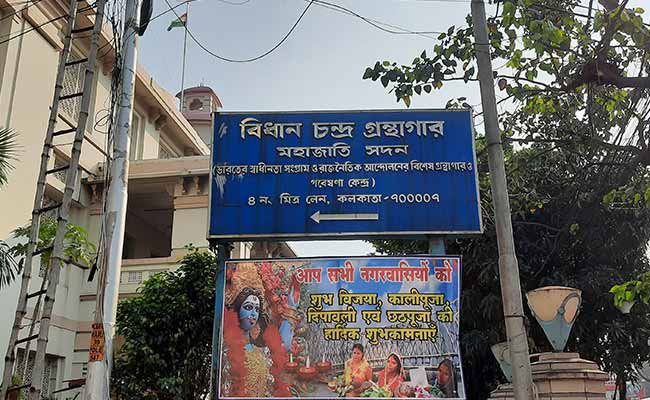 বিধান চন্দ্র গ্রন্থাগার
মহাজাতি সদন
(ভারতের স্বাধীনতা সংগ্রাম ও রাজনৈতিক আন্দোলনের বিশেষ গ্রন্থাগার ও
গবেষণা কেন্দ্র)
৪ নং মিত্র লেন, কলকাতা-৭০০০০৭
आप सभी नगरवासियों को
शुभ विजया, कालीपूजा,
दिपावली एवं छठपूजा की
हार्दिक शुभकामनाएँ